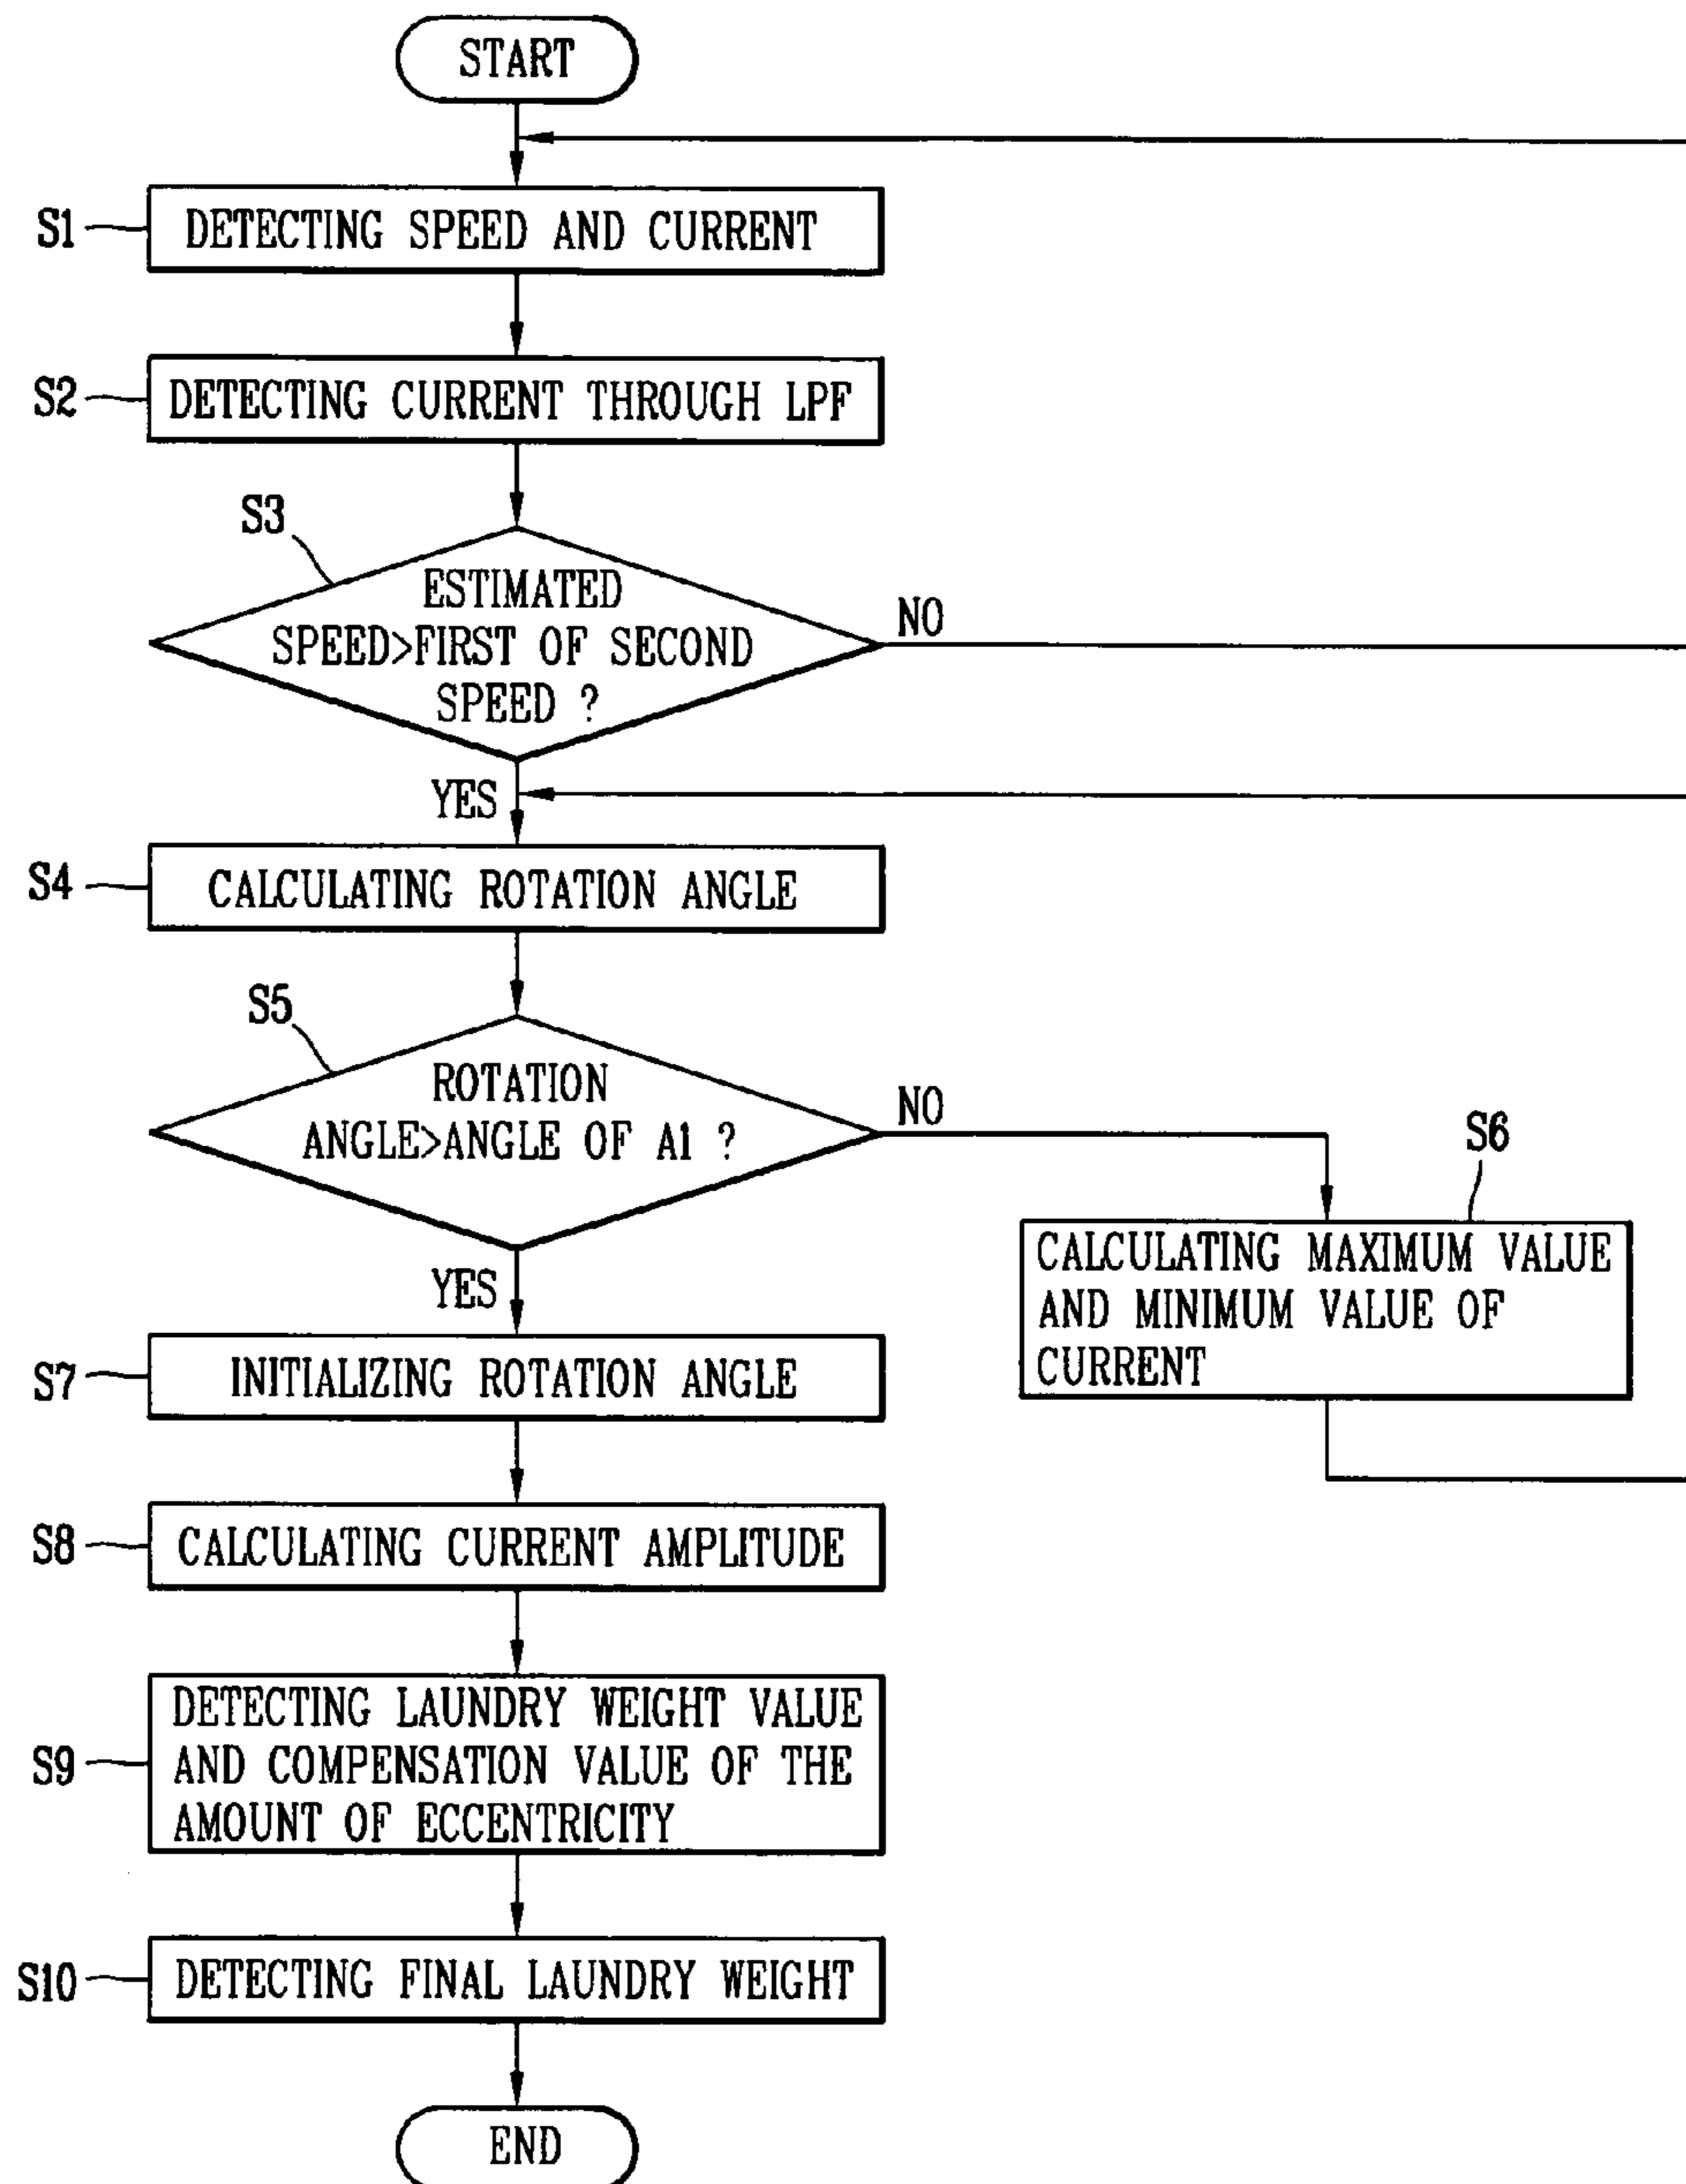 START
S1
DETECTING SPEED AND CURRENT
S2
DETECTING CURRENT THROUGH LPF
S3
ESTIMATED
SPEED>FIRST OF SECOND
SPEED ?
NO
YES
S4
CALCULATING ROTATION ANGLE
S5
ROTATION
ANGLE>ANGLE OF A1 ?
NO
S6
CALCULATING MAXIMUM VALUE
AND MINIMUM VALUE OF
CURRENT
YES
S7
INITIALIZING ROTATION ANGLE
S8
CALCULATING CURRENT AMPLITUDE
S9
DETECTING LAUNDRY WEIGHT VALUE
AND COMPENSATION VALUE OF THE
AMOUNT OF ECCENTRICITY
S10
DETECTING FINAL LAUNDRY WEIGHT
END